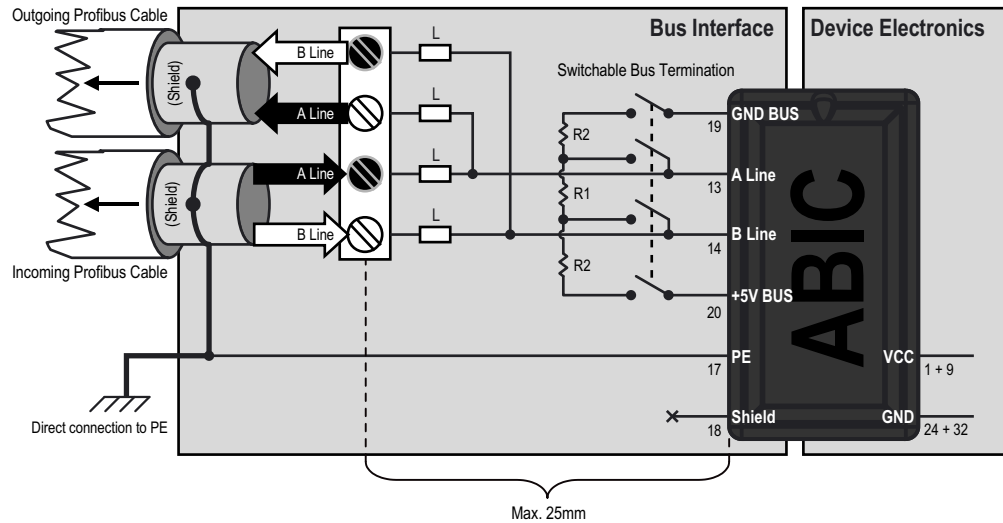 Outgoing Profibus Cable
Bus Interface
Device Electronics
(Shield)
B Line
L
Switchable Bus Termination
A Line
L
R2
19
GND BUS
A Line
L
R1
13
A Line
(Shield)
B Line
L
R2
14
B Line
Incoming Profibus Cable
20
+5V BUS
ABIC
17
PE
VCC
1 + 9
Direct connection to PE
18
Shield
GND
24 + 32
Max. 25mm